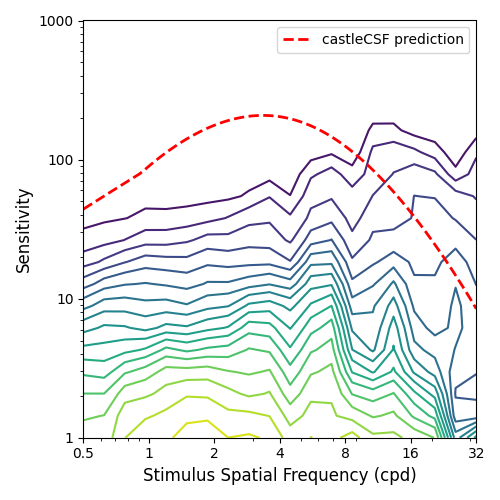 1000
castleCSF prediction
100
Sensitivity
10
1
0.5 1 2 4 8 16 32
Stimulus Spatial Frequency (cpd)